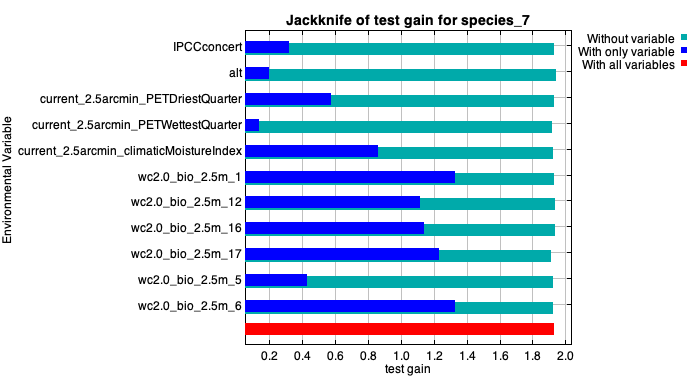 Jackknife of test gain for species_7
Without variable
With only variable
With all variables
Environmental Variable
IPCCconcert
alt
current_2.5arcmin_PETDriestQuarter
current_2.5arcmin_PETWettestQuarter
current_2.5arcmin_climaticMoistureIndex
wc2.0_bio_2.5m_1
wc2.0_bio_2.5m_12
wc2.0_bio_2.5m_16
wc2.0_bio_2.5m_17
wc2.0_bio_2.5m_5
wc2.0_bio_2.5m_6
0.2 0.4 0.6 0.8 1.0 1.2 1.4 1.6 1.8 2.0
test gain